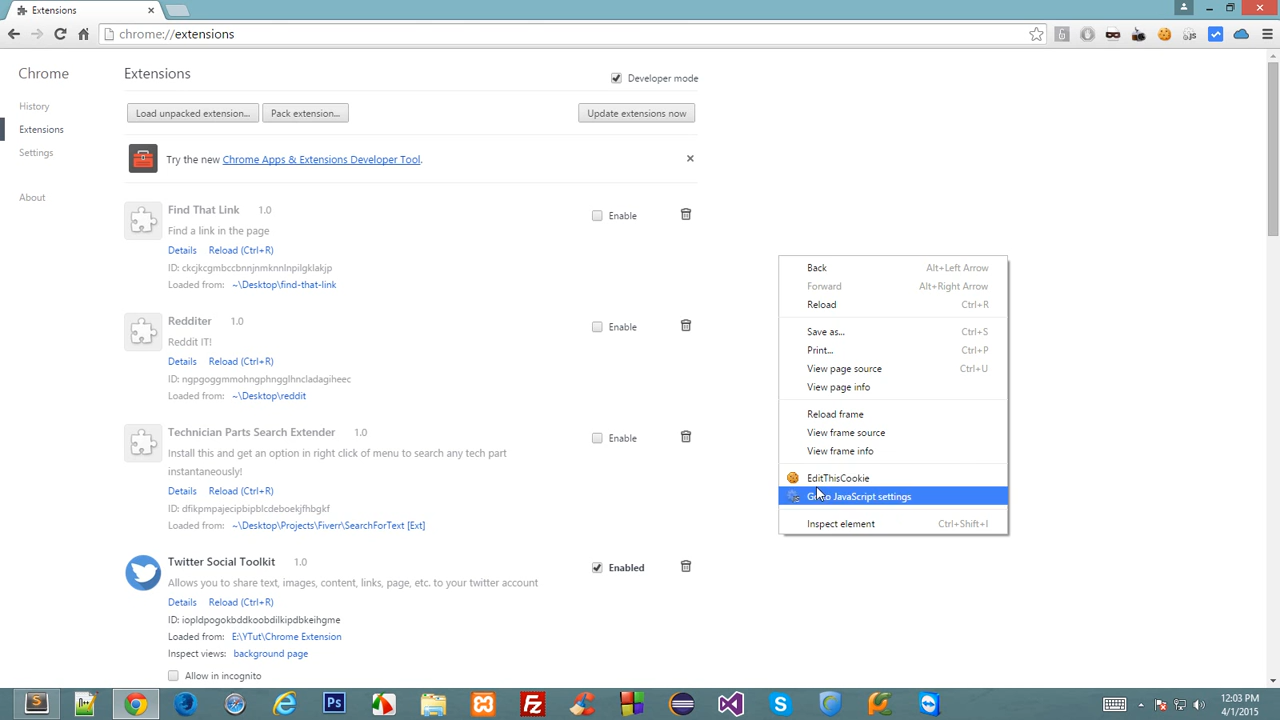 Extensions
chrome://extensions
Chrome
History
Extensions
Settings
About
Extensions
Developer mode
Load unpacked extension...
Pack extension...
Update extensions now
Try the new Chrome Apps & Extensions Developer Tool.
Find That Link 1.0
Enable
Find a link in the page
Details Reload (Ctrl+R)
ID: ckcjkcgmbccbnnjnmknnlnpilgklakjp
Loaded from: ~\Desktop\find-that-link
Redditer 1.0
Enable
Reddit IT!
Details Reload (Ctrl+R)
ID: ngpgoggmmohngphngglhncladagiheec
Loaded from: ~\Desktop\reddit
Technician Parts Search Extender 1.0
Enable
Install this and get an option in right click of menu to search any tech part
instantaneously!
Details Reload (Ctrl+R)
ID: dfikpmpajecipbipblcdeboekjfhbgkf
Loaded from: ~\Desktop\Projects\Fiverr\SearchForText [Ext]
Twitter Social Toolkit 1.0
Enabled
Allows you to share text, images, content, links, page, etc. to your twitter account
Details Reload (Ctrl+R)
ID: iopldpogokbddkoobdilkipdbkeihgme
Loaded from: E:\YTut\Chrome Extension
Inspect views: background page
Allow in incognito
Back Alt+Left Arrow
Forward Alt+Right Arrow
Reload Ctrl+R
Save as... Ctrl+S
Print... Ctrl+P
View page source Ctrl+U
View page info
Reload frame
View frame source
View frame info
EditThisCookie
Go to JavaScript settings
Inspect element Ctrl+Shift+I
12:03 PM
4/1/2015